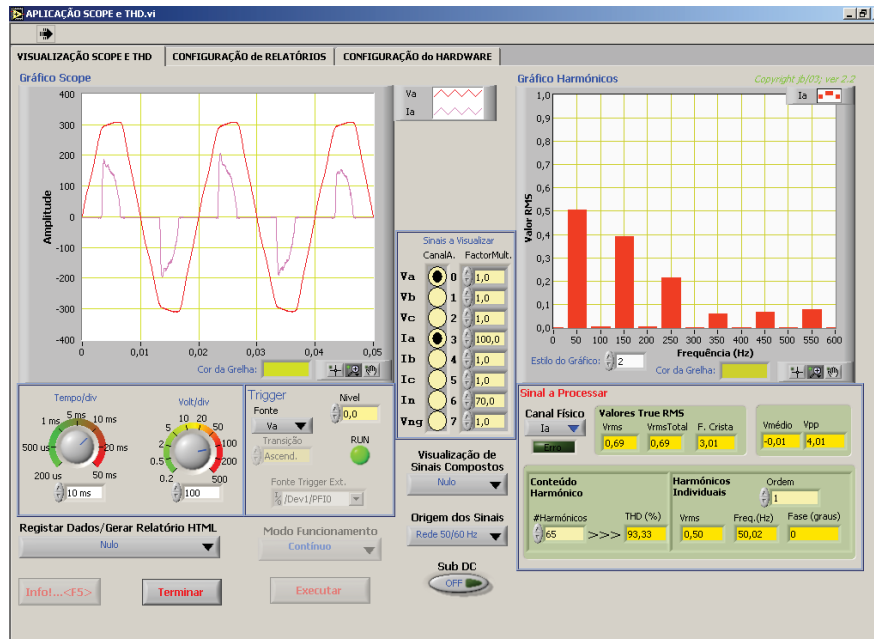 APLICAÇÃO SCOPE e THD.vi
VISUALIZAÇÃO SCOPE E THD
CONFIGURAÇÃO de RELATÓRIOS
CONFIGURAÇÃO do HARDWARE
Gráfico Scope
Amplitude
400
300
200
100
0
-100
-200
-300
-400
0 0,01 0,02 0,03 0,04 0,05
Cor da Grelha:
Va
Ia
Gráfico Harmónicos
Copyright jb/03; ver 2.2
Ia
Valor RMS
1,0
0,9
0,8
0,7
0,6
0,5
0,4
0,3
0,2
0,1
0,0
0 50 100 150 200 250 300 350 400 450 500 550 600
Frequência (Hz)
Estilo do Gráfico: 2
Cor da Grelha:
Sinais a Visualizar
CanalA. FactorMult.
Va 0 1,0
Vb 1 1,0
Vc 2 1,0
Ia 3 100,0
Ib 4 1,0
Ic 5 1,0
In 6 70,0
Vng 7 1,0
Tempo/div
200 us 500 us 1 ms 5 ms 10 ms 20 ms 50 ms
10 ms
Volt/div
0.2 0.5 2 5 10 20 50 100 200 500
100
Trigger
Fonte
Va
Nivel
0,0
Transição
Ascend.
RUN
Fonte Trigger Ext.
/Dev1/PFI0
Visualização de
Sinais Compostos
Nulo
Origem dos Sinais
Rede 50/60 Hz
Sub DC
OFF
Registar Dados/Gerar Relatório HTML
Nulo
Modo Funcionamento
Contínuo
Info!...<F5>
Terminar
Executar
Sinal a Processar
Canal Físico
Ia
Erro
Valores True RMS
Vrms VrmsTotal F. Crista
0,69 0,69 3,01
Vmédio Vpp
-0,01 4,01
Conteúdo
Harmónico
#Harmónicos THD (%)
65 >>> 93,33
Harmónicos
Individuais
Ordem
1
Vrms Freq.(Hz) Fase (graus)
0,50 50,02 0